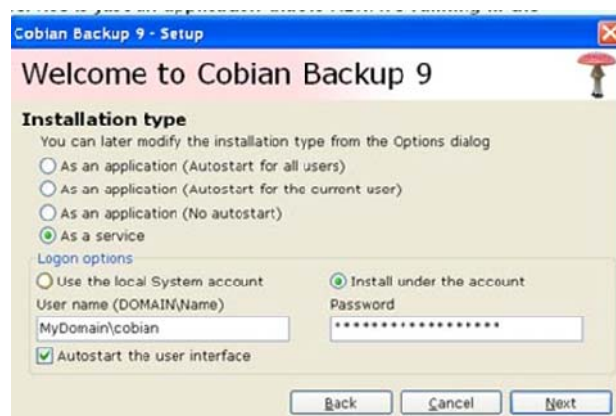 Cobian Backup 9 - Setup
Welcome to Cobian Backup 9
Installation type
You can later modify the installation type from the Options dialog
As an application (Autostart for all users)
As an application (Autostart for the current user)
As an application (No autostart)
As a service
Logon options
Use the local System account
Install under the account
User name (DOMAIN\Name)
Password
MyDomain\cobian
*******************
Autostart the user interface
Back
Cancel
Next